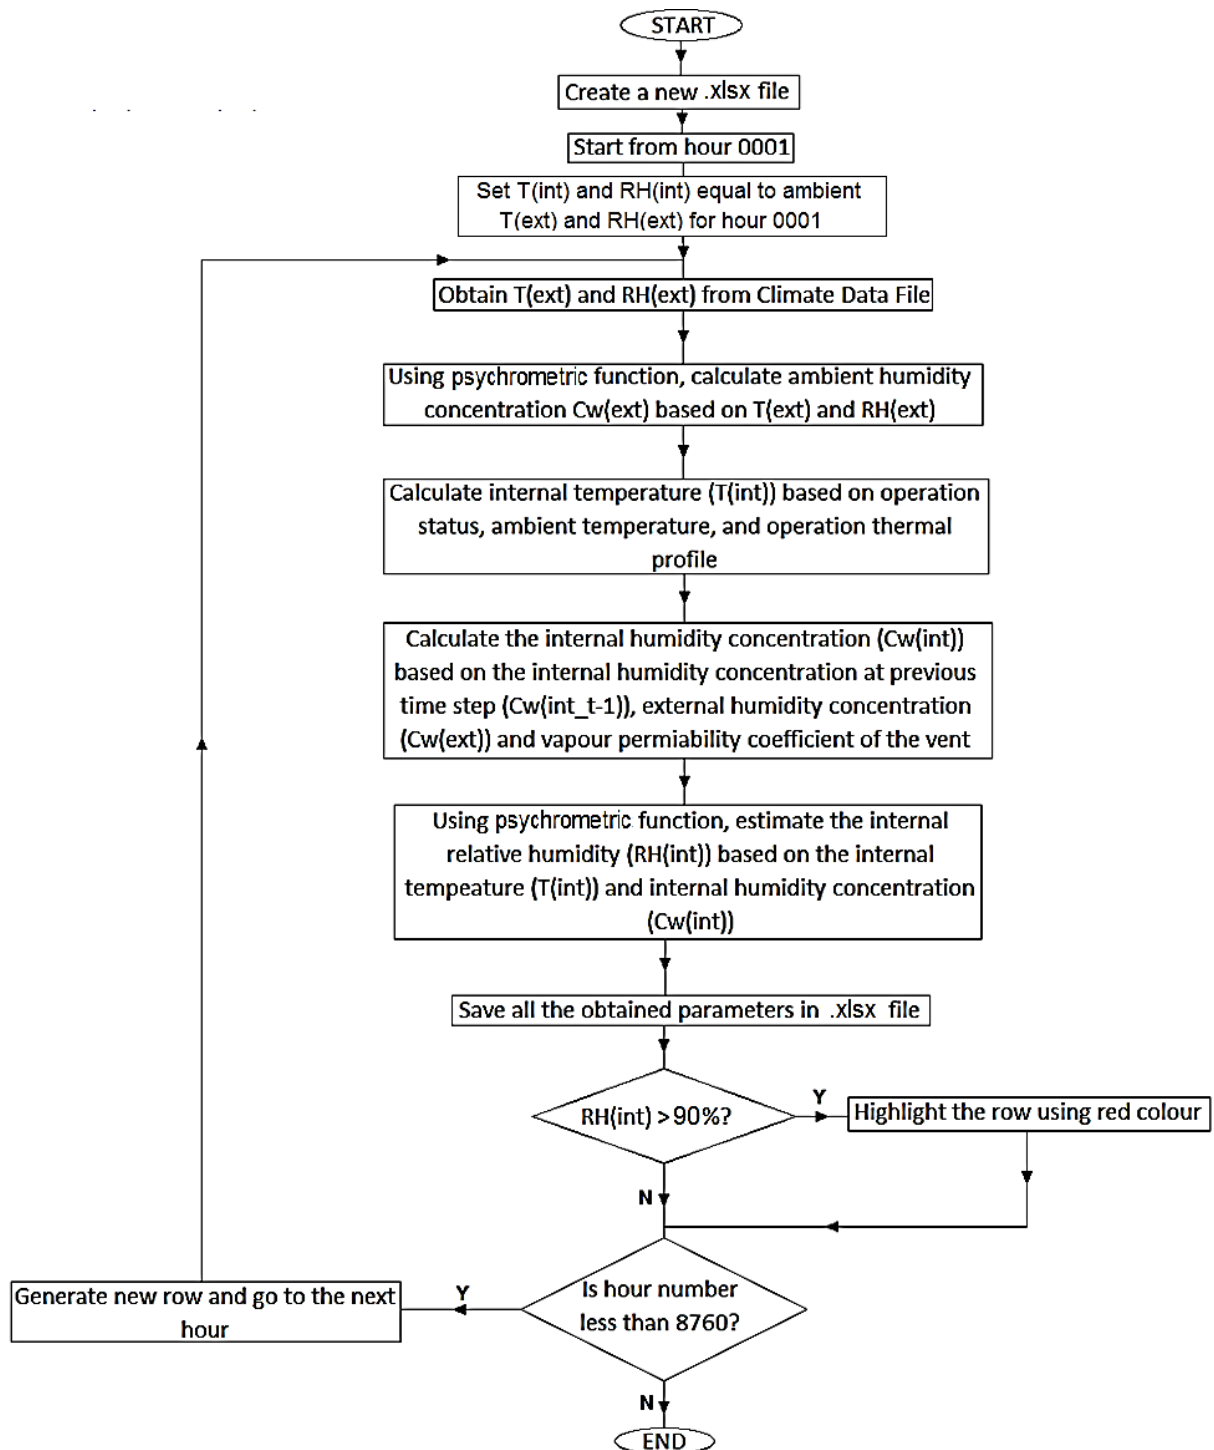 START
Create a new .xlsx file
Start from hour 0001
Set T(int) and RH(int) equal to ambient
T(ext) and RH(ext) for hour 0001
Obtain T(ext) and RH(ext) from Climate Data File
Using psychrometric function, calculate ambient humidity
concentration Cw(ext) based on T(ext) and RH(ext)
Calculate internal temperature (T(int)) based on operation
status, ambient temperature, and operation thermal
profile
Calculate the internal humidity concentration (Cw(int))
based on the internal humidity concentration at previous
time step (Cw(int_t-1)), external humidity concentration
(Cw(ext)) and vapour permiability coefficient of the vent
Using psychrometric function, estimate the internal
relative humidity (RH(int)) based on the internal
tempeature (T(int)) and internal humidity concentration
(Cw(int))
Save all the obtained parameters in .xlsx file
RH(int) >90%?
Y
Highlight the row using red colour
N
Is hour number
less than 8760?
Y
Generate new row and go to the next
hour
N
END